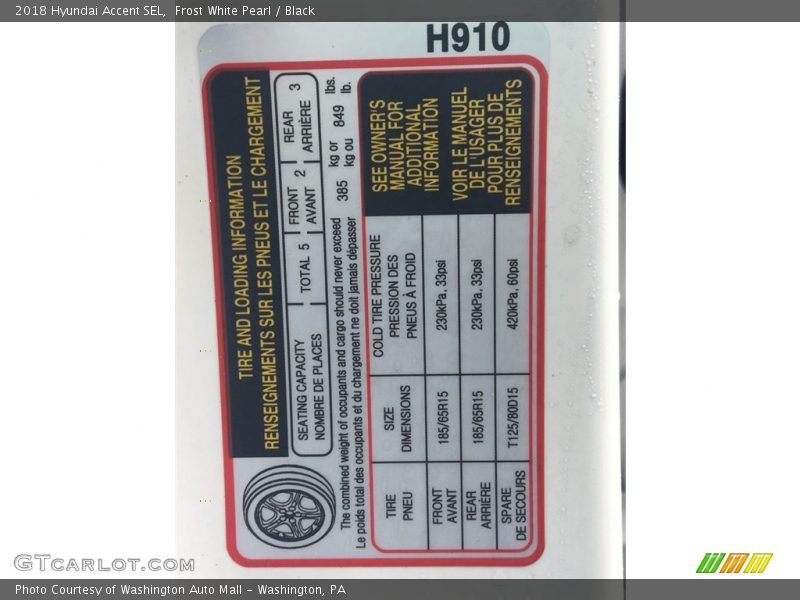 2018 Hyundai Accent SEL,  Frost White Pearl / Black
H910
TIRE AND LOADING INFORMATION
RENSEIGNEMENTS SUR LES PNEUS ET LE CHARGEMENT
SEATING CAPACITY
NOMBRE DE PLACES
TOTAL 5
FRONT
AVANT
2
REAR
ARRIÈRE
3
The combined weight of occupants and cargo should never exceed
Le poids total des occupants et du chargement ne doit jamais dépasser
385
kg or
kg ou
849
lbs.
lb.
TIRE
PNEU
SIZE
DIMENSIONS
COLD TIRE PRESSURE
PRESSION DES
PNEUS À FROID
FRONT
AVANT
185/65R15
230kPa, 33psi
REAR
ARRIÈRE
185/65R15
230kPa, 33psi
SPARE
DE SECOURS
T125/80D15
420kPa, 60psi
SEE OWNER'S
MANUAL FOR
ADDITIONAL
INFORMATION
VOIR LE MANUEL
DE L'USAGER
POUR PLUS DE
RENSEIGNEMENTS
GTCarLot.com
Photo Courtesy of Washington Auto Mall - Washington, PA